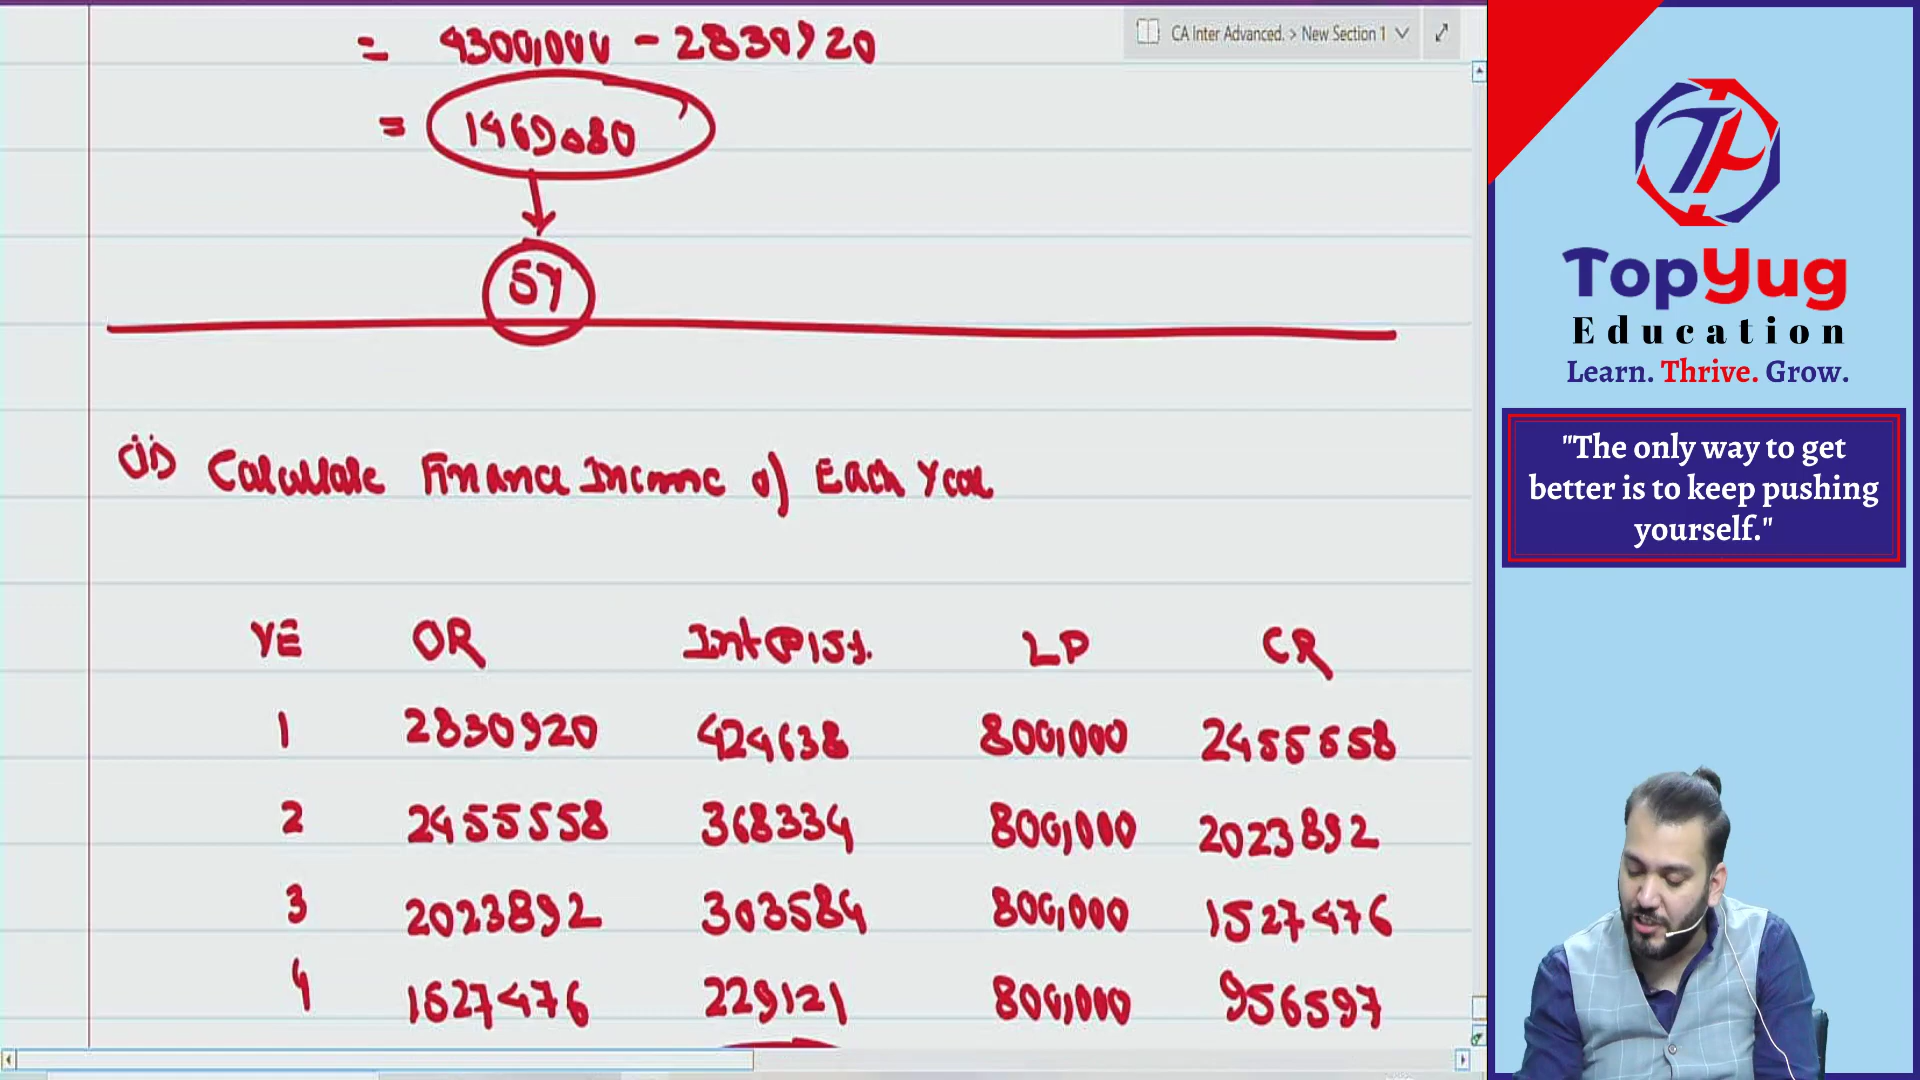 = 4300,000 - 2830920
CA Inter Advanced. > New Section 1
= 1469080
5y
(ii) Calculate Finance Income of Each Year
YE OR Int@15%. LP CR
1 2830920 424638 800,000 2455558
2 2455558 368334 800,000 2023892
3 2023892 303584 800,000 1527476
4 1527476 229121 800,000 956597
TopYug
Education
Learn. Thrive. Grow.
"The only way to get
better is to keep pushing
yourself."